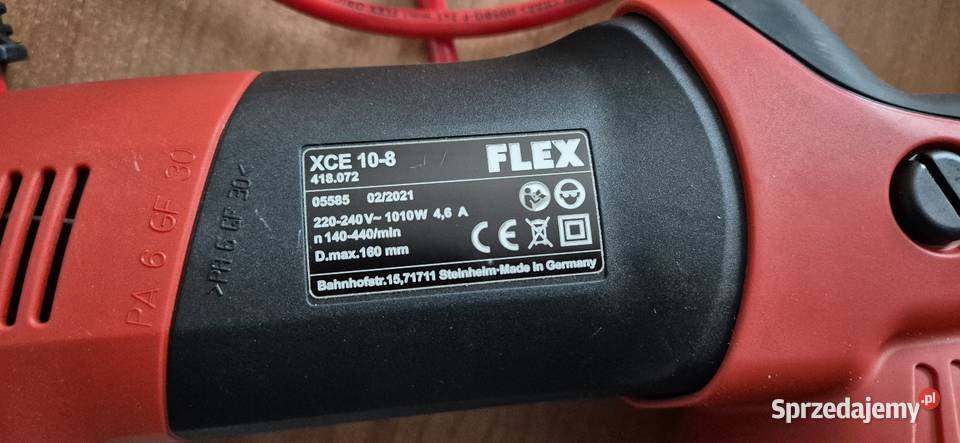 XCE 10-8
418.072
FLEX
05585 02/2021
220-240V~ 1010W 4,6 A
n 140-440/min
D.max.160 mm
CE
Bahnhofstr.15,71711 Steinheim-Made in Germany
PA 6 GF 30
>PA 6 GF 30<
Sprzedajemy.pl